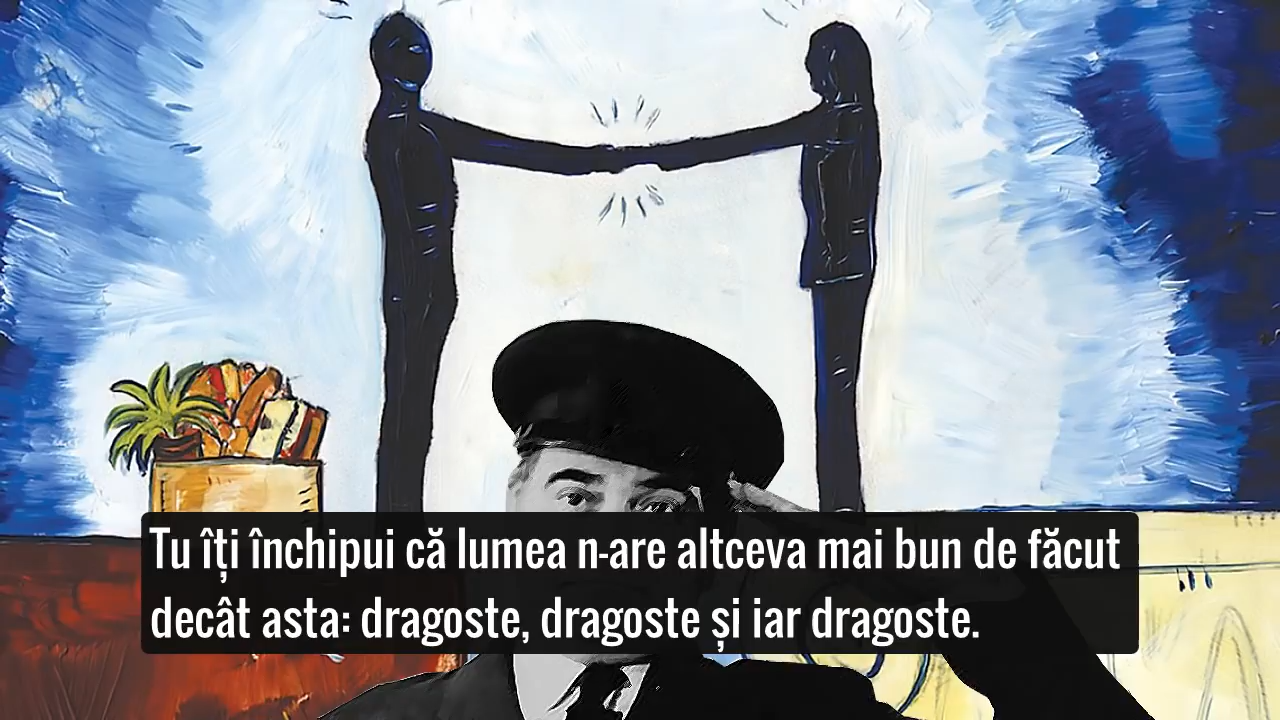 Tu îți închipui că lumea n-are altceva mai bun de făcut
decât asta: dragoste, dragoste și iar dragoste.